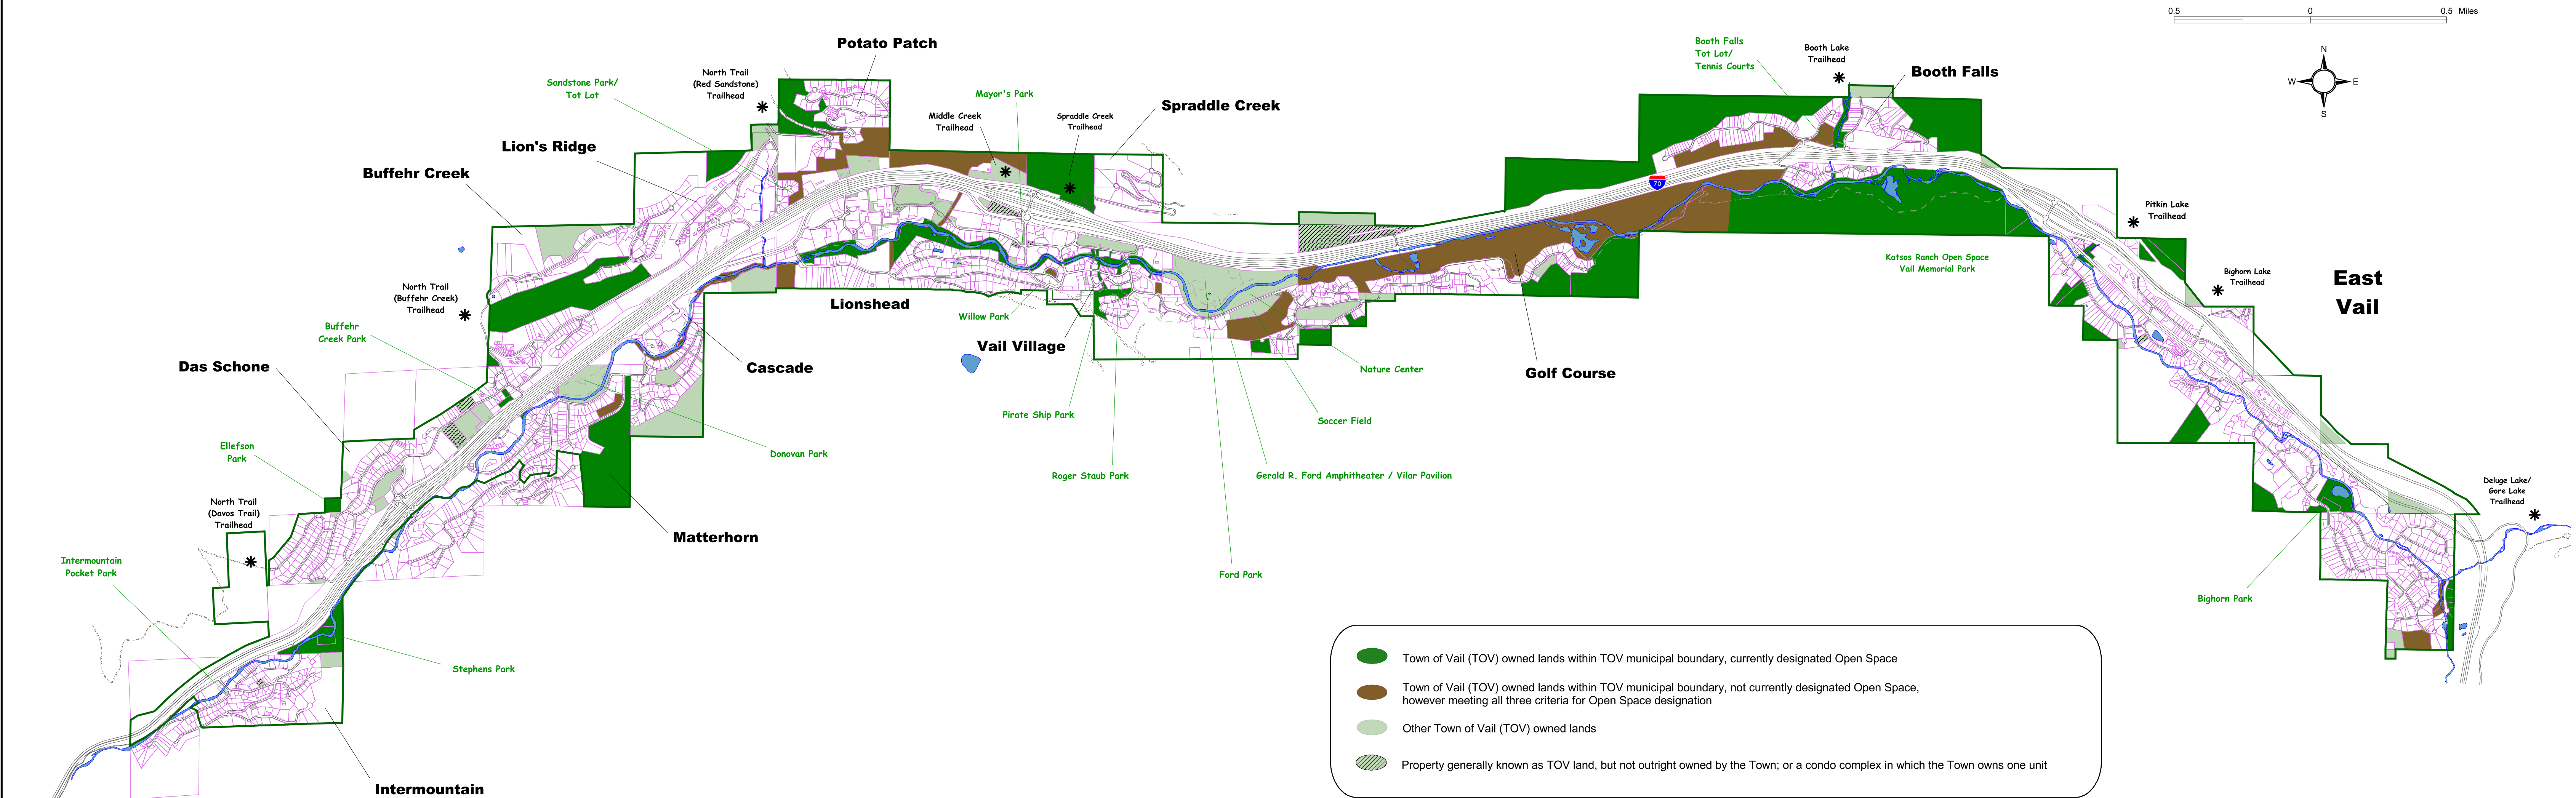 0.5 0 0.5 Miles
N
W E
S
Potato Patch
North Trail
(Red Sandstone)
Trailhead
Sandstone Park/
Tot Lot
Mayor's Park
Spraddle Creek
Middle Creek
Trailhead
Spraddle Creek
Trailhead
Booth Falls
Tot Lot/
Tennis Courts
Booth Lake
Trailhead
Booth Falls
Lion's Ridge
Buffehr Creek
70
Pitkin Lake
Trailhead
Katsos Ranch Open Space
Vail Memorial Park
Bighorn Lake
Trailhead
East
Vail
North Trail
(Buffehr Creek)
Trailhead
Buffehr
Creek Park
Lionshead
Willow Park
Vail Village
Das Schone
Cascade
Nature Center
Golf Course
Pirate Ship Park
Soccer Field
Ellefson
Park
Donovan Park
Roger Staub Park
Gerald R. Ford Amphitheater / Vilar Pavilion
North Trail
(Davos Trail)
Trailhead
Deluge Lake/
Gore Lake
Trailhead
Matterhorn
Intermountain
Pocket Park
Ford Park
Bighorn Park
Stephens Park
Intermountain
Town of Vail (TOV) owned lands within TOV municipal boundary, currently designated Open Space
Town of Vail (TOV) owned lands within TOV municipal boundary, not currently designated Open Space,
however meeting all three criteria for Open Space designation
Other Town of Vail (TOV) owned lands
Property generally known as TOV land, but not outright owned by the Town; or a condo complex in which the Town owns one unit